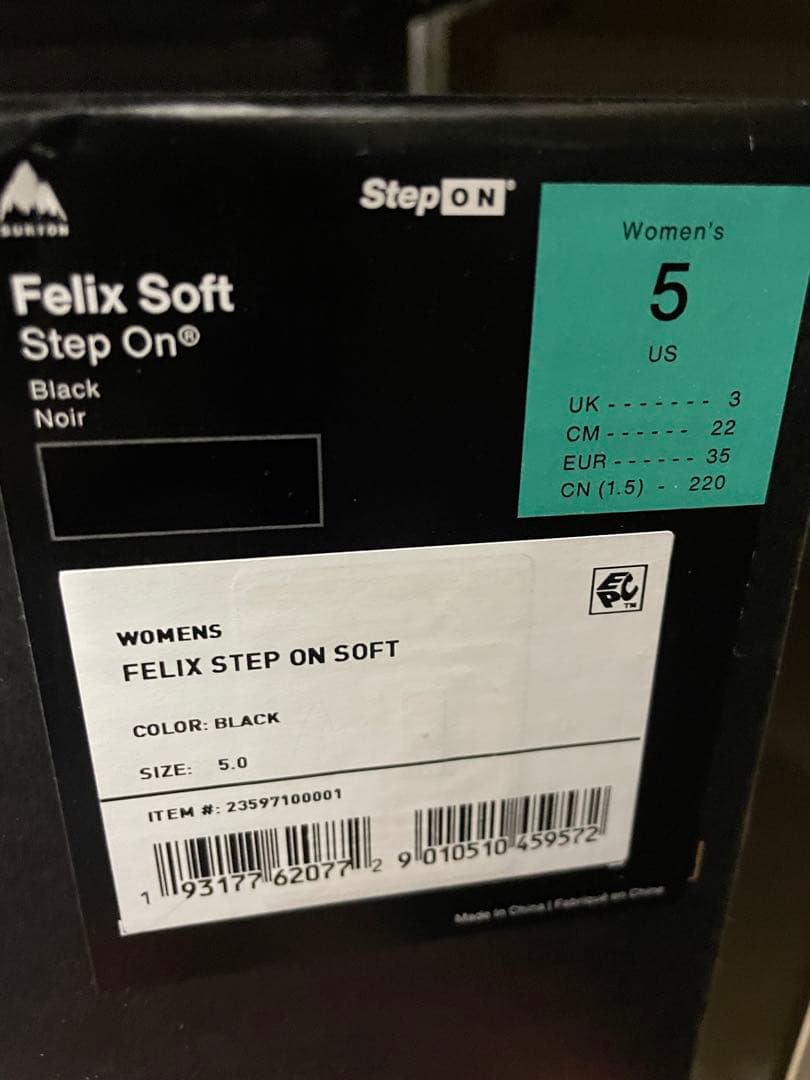 BURTON
StepON®
Felix Soft
Step On®
Black
Noir
Women's
5
US
UK ------- 3
CM ------ 22
EUR ------ 35
CN (1.5) - - 220
EPC™
WOMENS
FELIX STEP ON SOFT
COLOR: BLACK
SIZE: 5.0
ITEM #: 23597100001
1 93177 62077 2
9 010510 459572
Made in China | Fabriqué en Chine